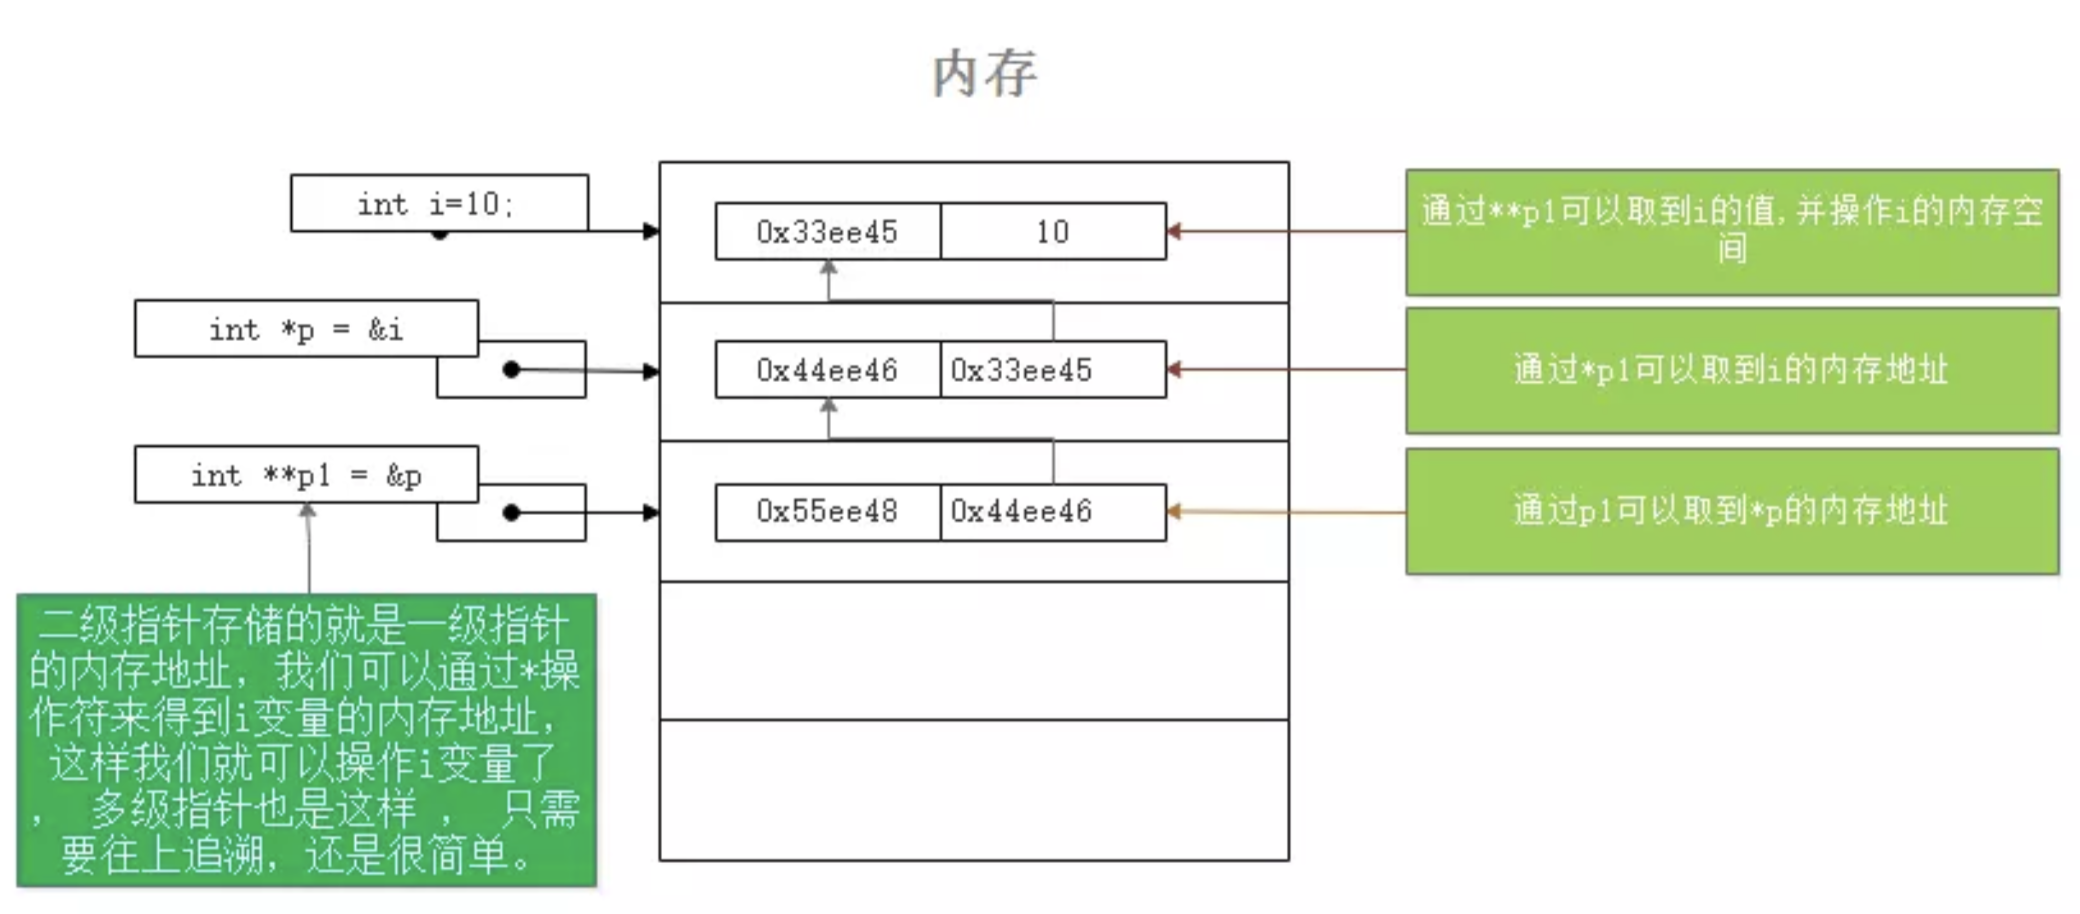 内存
int i=10;
0x33ee45
10
通过**p1可以取到i的值,并操作i的内存空
间
int *p = &i
0x44ee46
0x33ee45
通过*p1可以取到i的内存地址
int **p1 = &p
0x55ee48
0x44ee46
通过p1可以取到*p的内存地址
二级指针存储的就是一级指针
的内存地址，我们可以通过*操
作符来得到i变量的内存地址，
这样我们就可以操作i变量了
， 多级指针也是这样 ， 只需
要往上追溯，还是很简单。